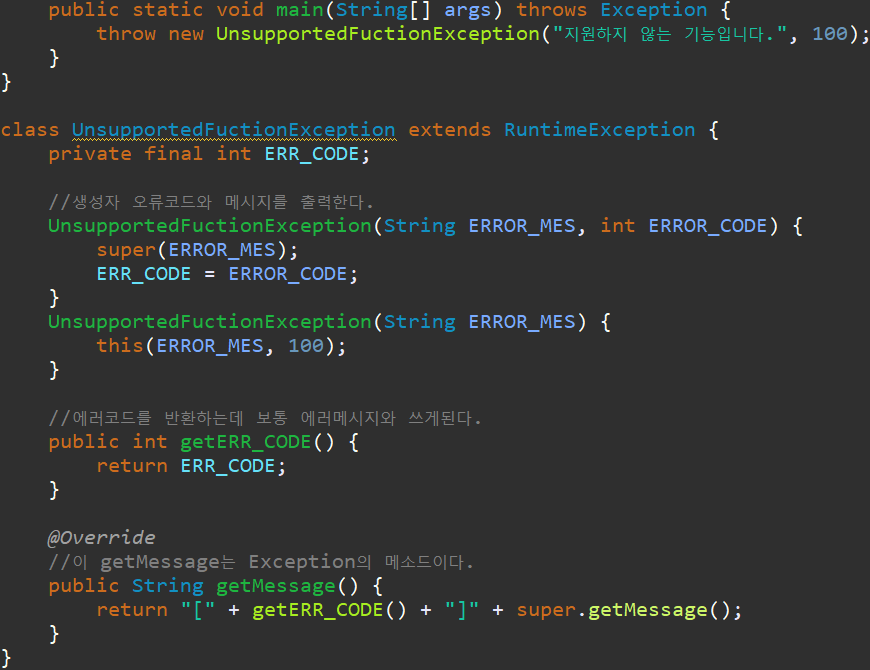 public static void main(String[] args) throws Exception {
throw new UnsupportedFuctionException("지원하지 않는 기능입니다.", 100);
}
}
class UnsupportedFuctionException extends RuntimeException {
private final int ERR_CODE;
//생성자 오류코드와 메시지를 출력한다.
UnsupportedFuctionException(String ERROR_MES, int ERROR_CODE) {
super(ERROR_MES);
ERR_CODE = ERROR_CODE;
}
UnsupportedFuctionException(String ERROR_MES) {
this(ERROR_MES, 100);
}
//에러코드를 반환하는데 보통 에러메시지와 쓰게된다.
public int getERR_CODE() {
return ERR_CODE;
}
@Override
//이 getMessage는 Exception의 메소드이다.
public String getMessage() {
return "[" + getERR_CODE() + "]" + super.getMessage();
}
}